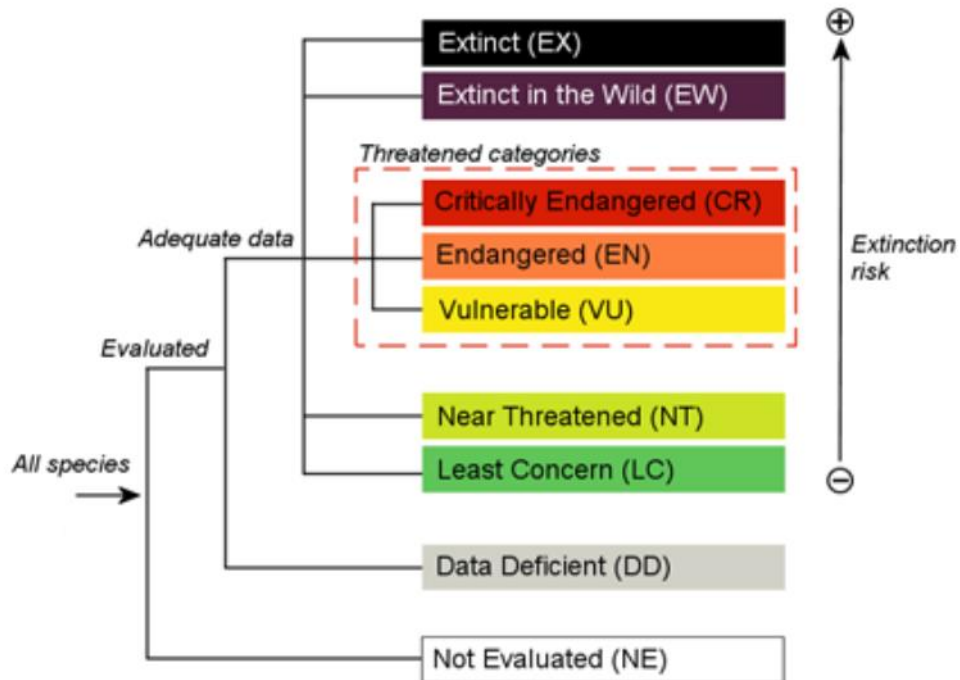 Extinct (EX)
Extinct in the Wild (EW)
Threatened categories
Critically Endangered (CR)
Adequate data
Endangered (EN)
Extinction
risk
Vulnerable (VU)
Evaluated
Near Threatened (NT)
All species
Least Concern (LC)
Data Deficient (DD)
Not Evaluated (NE)